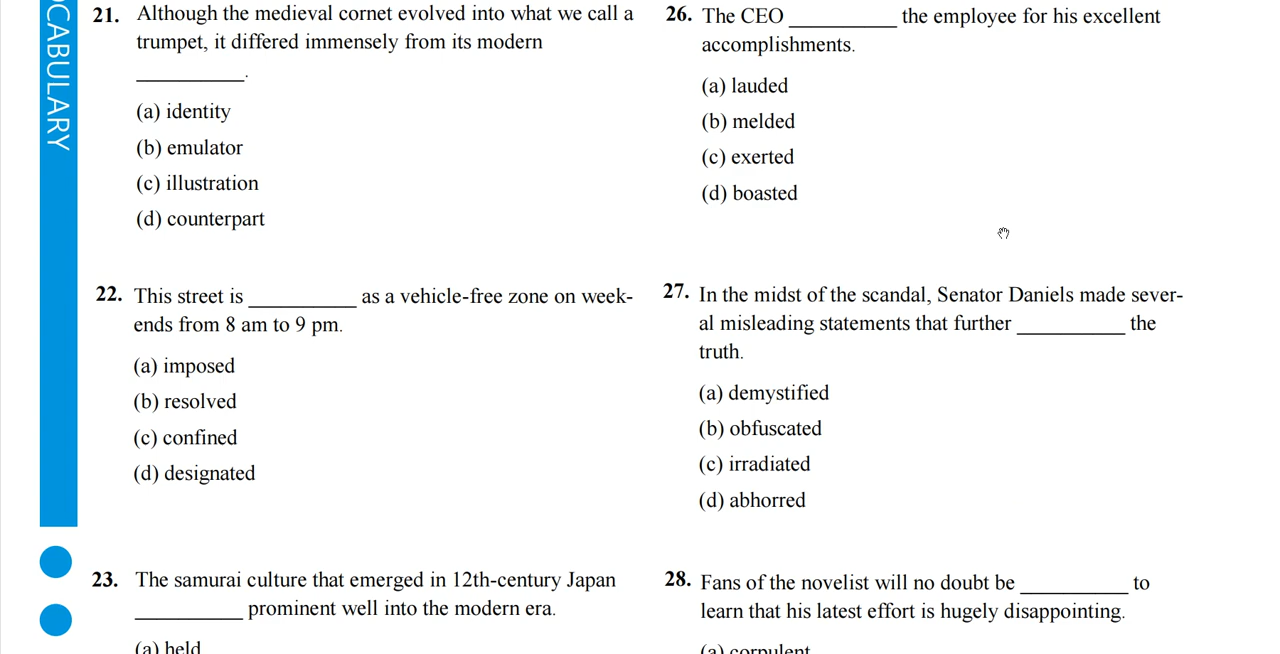 CABULARY
21. Although the medieval cornet evolved into what we call a
trumpet, it differed immensely from its modern
__________.
(a) identity
(b) emulator
(c) illustration
(d) counterpart
22. This street is __________ as a vehicle-free zone on week-
ends from 8 am to 9 pm.
(a) imposed
(b) resolved
(c) confined
(d) designated
23. The samurai culture that emerged in 12th-century Japan
__________ prominent well into the modern era.
(a) held
26. The CEO __________ the employee for his excellent
accomplishments.
(a) lauded
(b) melded
(c) exerted
(d) boasted
27. In the midst of the scandal, Senator Daniels made sever-
al misleading statements that further __________ the
truth.
(a) demystified
(b) obfuscated
(c) irradiated
(d) abhorred
28. Fans of the novelist will no doubt be __________ to
learn that his latest effort is hugely disappointing.
(a) corpulent